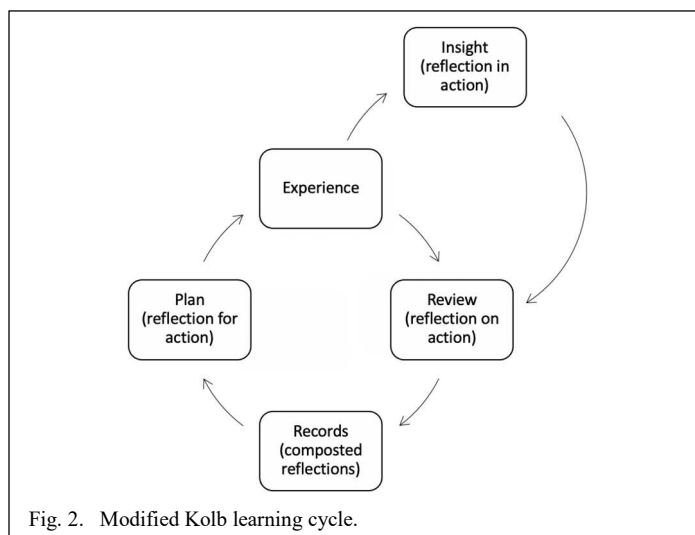 Insight
(reflection in
action)
Experience
Plan
(reflection for
action)
Review
(reflection on
action)
Records
(composted
reflections)
Fig. 2. Modified Kolb learning cycle.